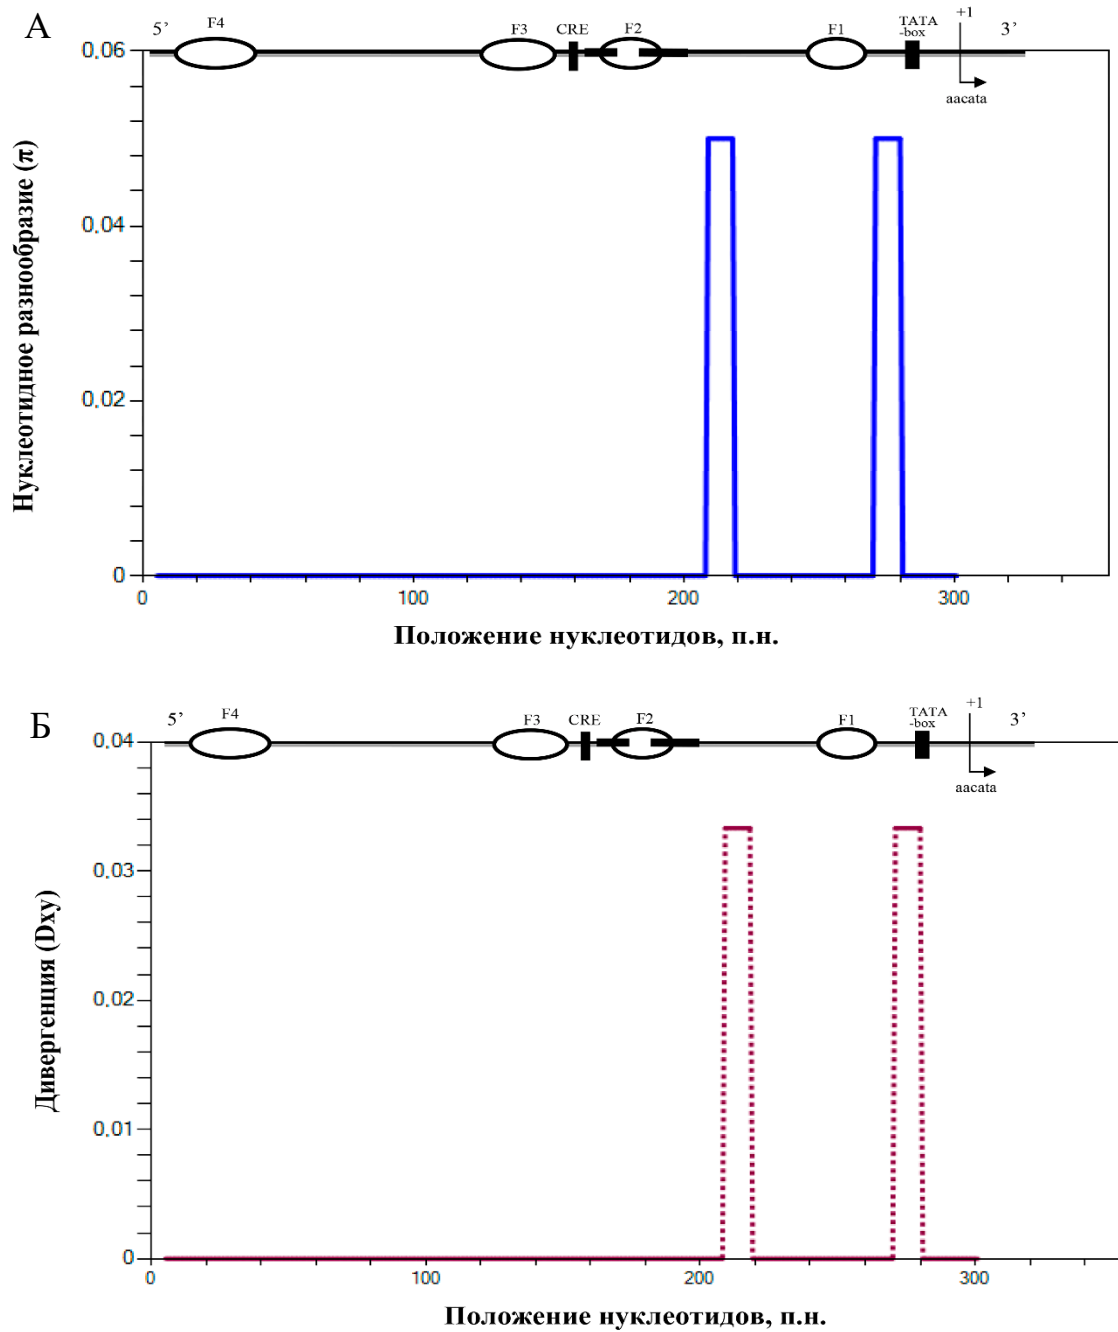 А
5’ F4 F3 CRE F2 F1 TATA -box +1 3’
aacata
0.06
0.04
0.02
0
Нуклеотидное разнообразие (π)
0 100 200 300
Положение нуклеотидов, п.н.
Б
5’ F4 F3 CRE F2 F1 TATA -box +1 3’
aacata
0.04
0.03
0.02
0.01
0
Дивергенция (Dxy)
0 100 200 300
Положение нуклеотидов, п.н.